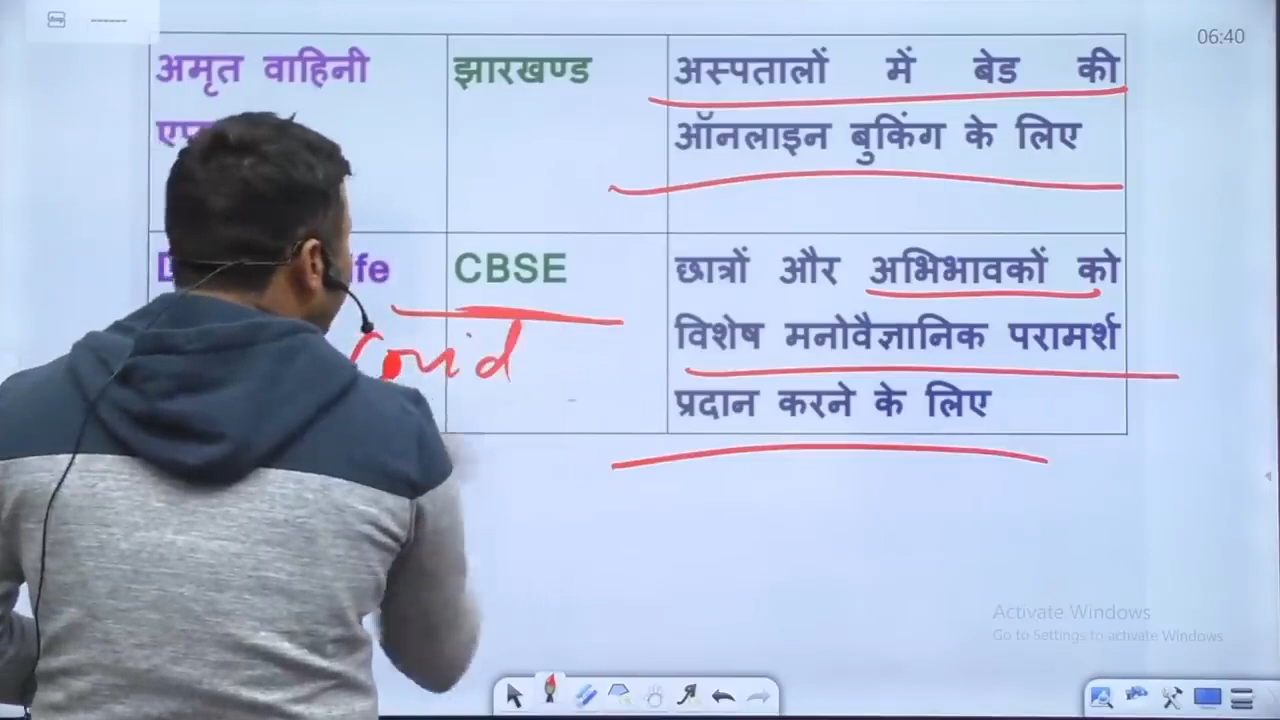 06:40
अमृत वाहिनी झारखण्ड अस्पतालों में बेड की
ऑनलाइन बुकिंग के लिए
CBSE छात्रों और अभिभावकों को
Covid विशेष मनोवैज्ञानिक परामर्श
प्रदान करने के लिए
Activate Windows
Go to Settings to activate Windows.